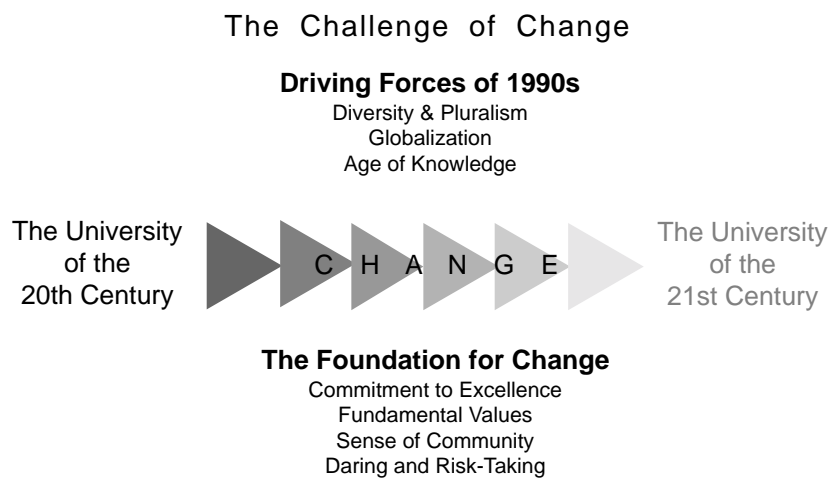 The Challenge of Change
Driving Forces of 1990s
Diversity & Pluralism
Globalization
Age of Knowledge
The University
of the
20th Century
C H A N G E
The University
of the
21st Century
The Foundation for Change
Commitment to Excellence
Fundamental Values
Sense of Community
Daring and Risk-Taking